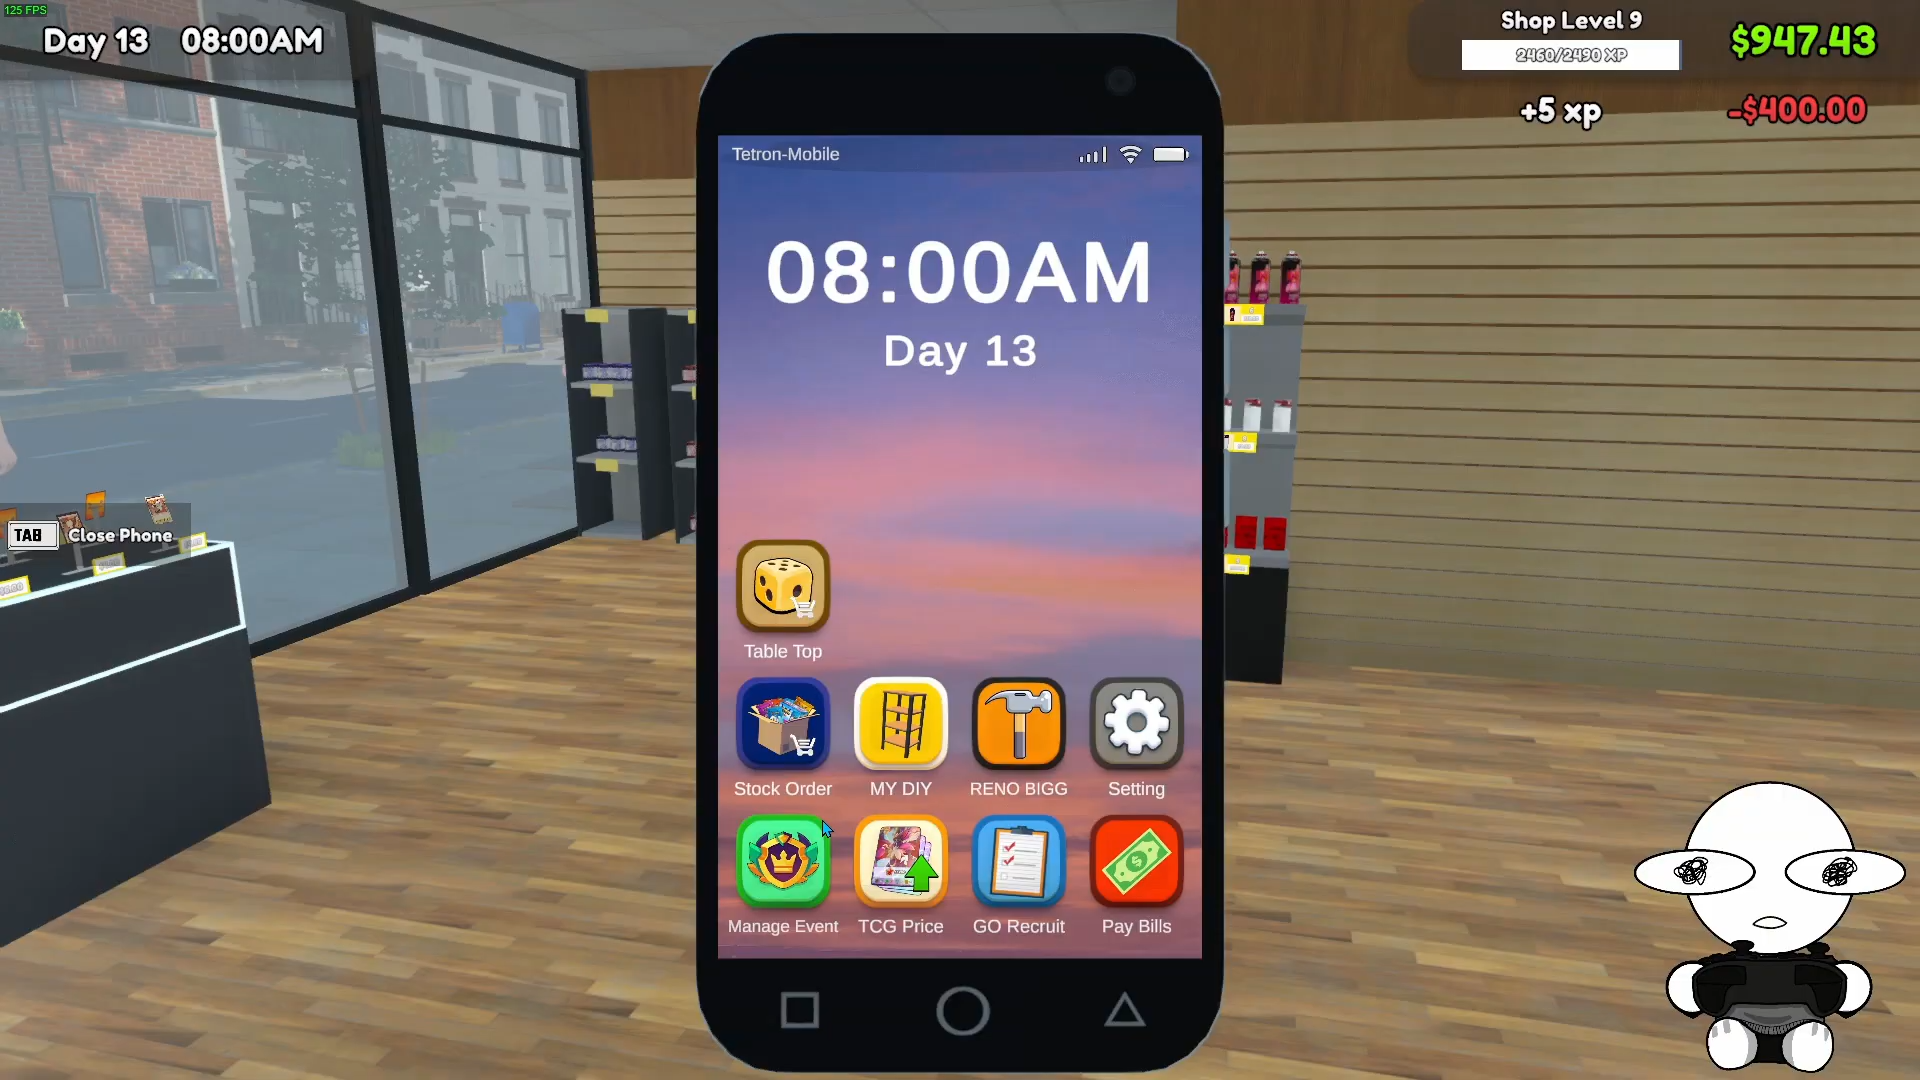 125 FPS
Day 13 08:00AM
Shop Level 9
2460/2490 XP
$947.43
+5 xp
-$400.00
Tetron-Mobile
08:00AM
Day 13
TAB Close Phone
Table Top
Stock Order
MY DIY
RENO BIGG
Setting
Manage Event
TCG Price
GO Recruit
Pay Bills